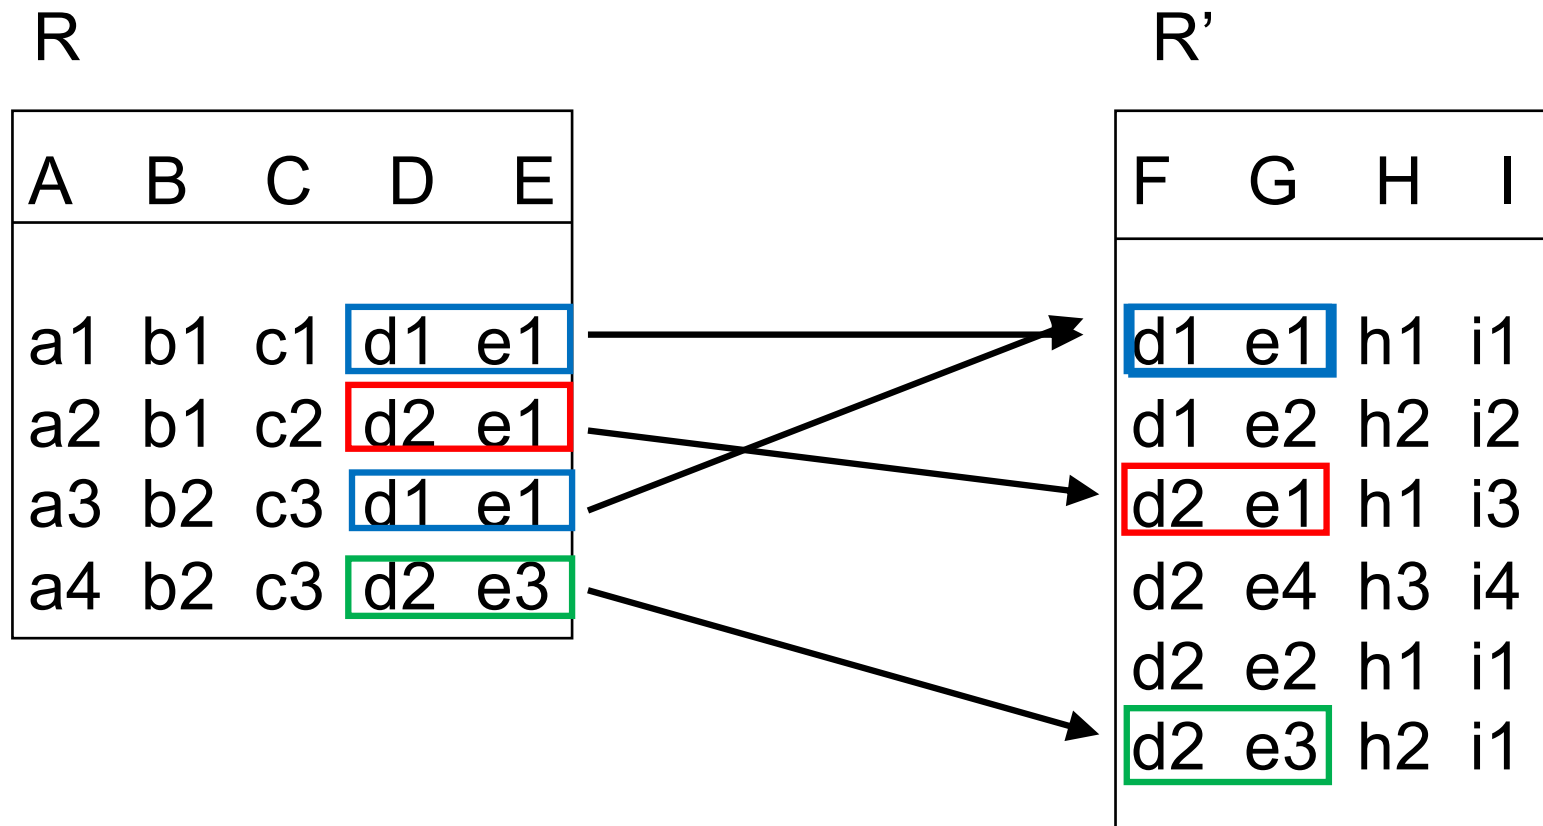 R
A B C D E
a1 b1 c1 d1 e1
a2 b1 c2 d2 e1
a3 b2 c3 d1 e1
a4 b2 c3 d2 e3
R’
F G H I
d1 e1 h1 i1
d1 e2 h2 i2
d2 e1 h1 i3
d2 e4 h3 i4
d2 e2 h1 i1
d2 e3 h2 i1